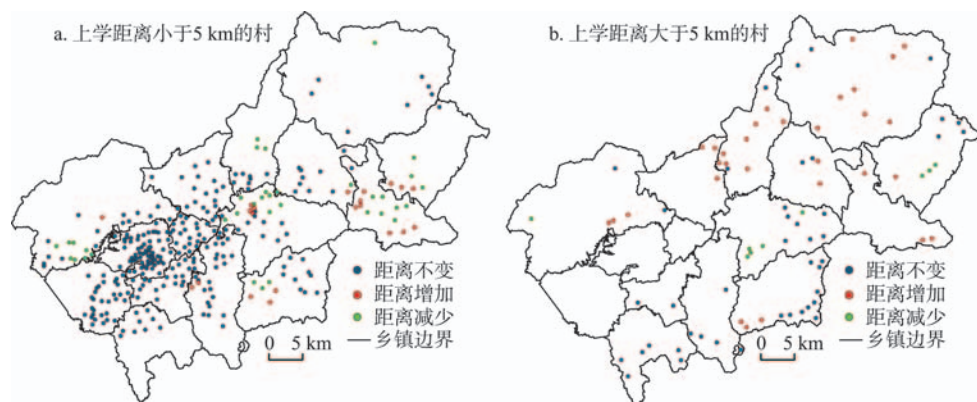 a. 上学距离小于5 km的村
距离不变
距离增加
距离减少
0 5 km
乡镇边界
b. 上学距离大于5 km的村
距离不变
距离增加
距离减少
0 5 km
乡镇边界